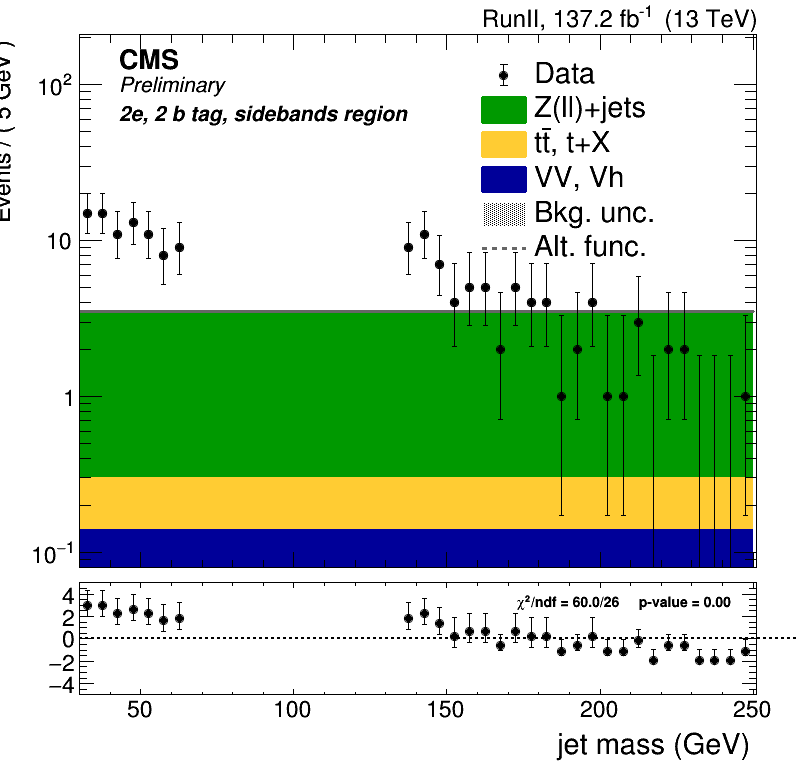 RunII, 137.2 fb⁻¹ (13 TeV)
CMS
Preliminary
2e, 2 b tag, sidebands region
Data
Z(ll)+jets
tt̄, t+X
VV, Vh
Bkg. unc.
Alt. func.
Events / ( 5 GeV )
10²
10
1
10⁻¹
χ²/ndf = 60.0/26 p-value = 0.00
4
2
0
−2
−4
50 100 150 200 250
jet mass (GeV)